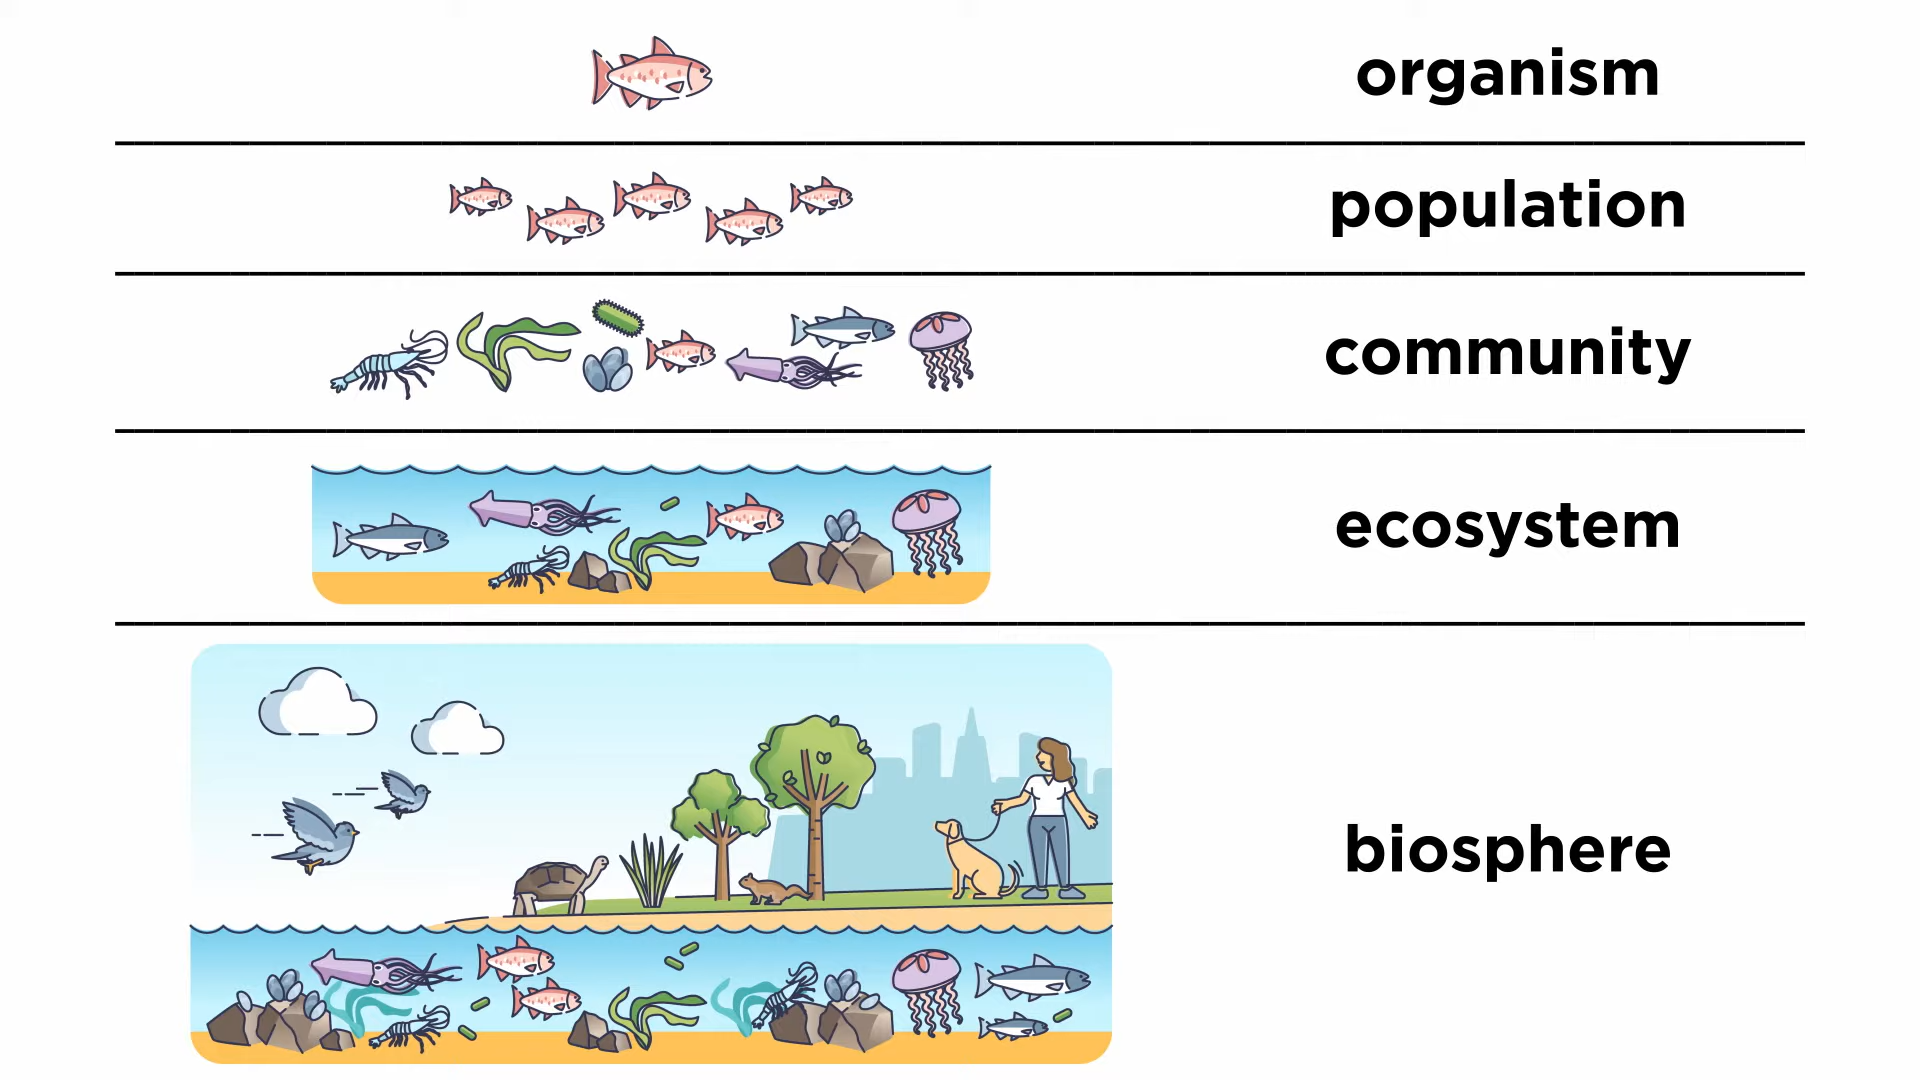 organism
population
community
ecosystem
biosphere